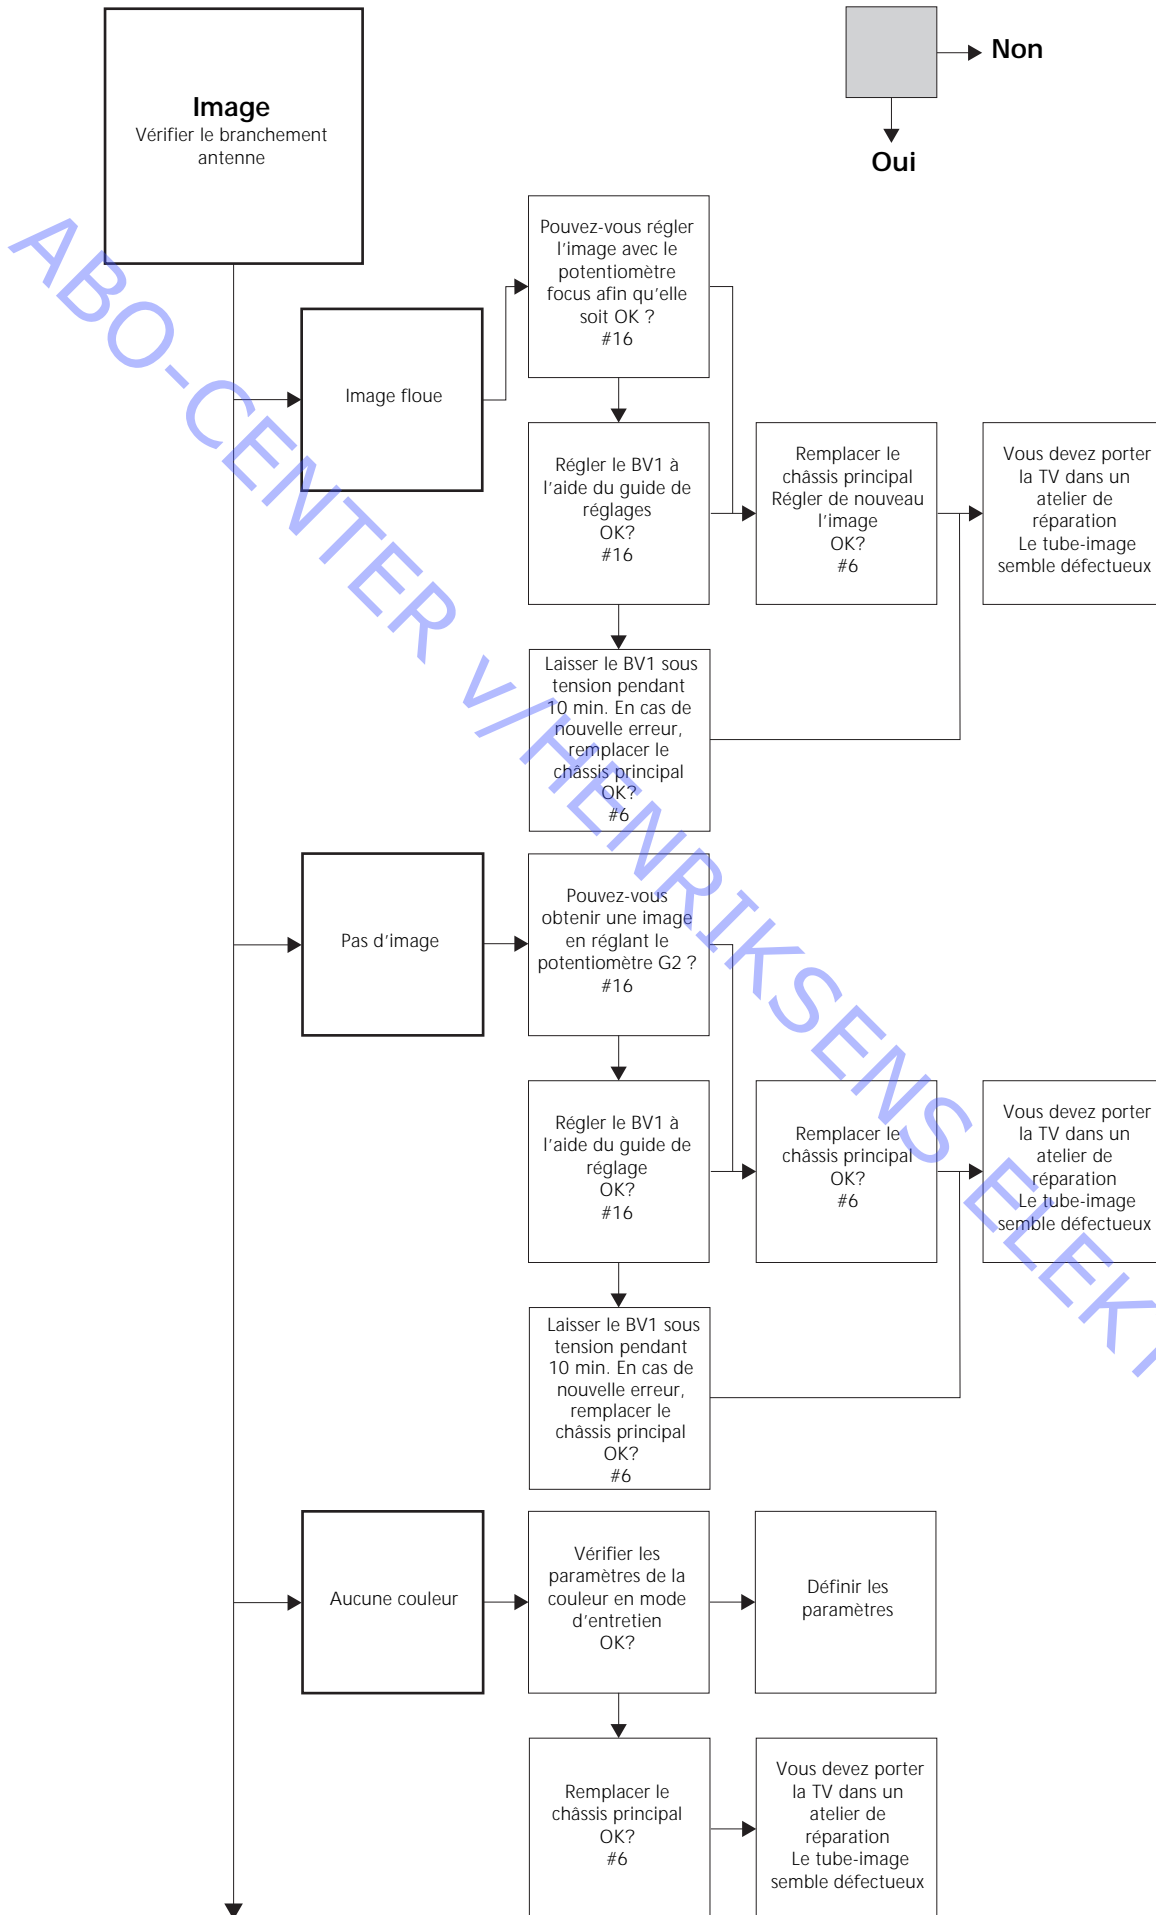 Image
Vérifier le branchement
antenne
Non
Oui
Pouvez-vous régler
l'image avec le
potentiomètre
focus afin qu'elle
soit OK ?
#16
Image floue
Régler le BV1 à
l'aide du guide de
réglages
OK?
#16
Remplacer le
châssis principal
Régler de nouveau
l'image
OK?
#6
Vous devez porter
la TV dans un
atelier de
réparation
Le tube-image
semble défectueux
Laisser le BV1 sous
tension pendant
10 min. En cas de
nouvelle erreur,
remplacer le
châssis principal
OK?
#6
Pas d'image
Pouvez-vous
obtenir une image
en réglant le
potentiomètre G2 ?
#16
Régler le BV1 à
l'aide du guide de
réglage
OK?
#16
Remplacer le
châssis principal
OK?
#6
Vous devez porter
la TV dans un
atelier de
réparation
Le tube-image
semble défectueux
Laisser le BV1 sous
tension pendant
10 min. En cas de
nouvelle erreur,
remplacer le
châssis principal
OK?
#6
Aucune couleur
Vérifier les
paramètres de la
couleur en mode
d'entretien
OK?
Définir les
paramètres
Remplacer le
châssis principal
OK?
#6
Vous devez porter
la TV dans un
atelier de
réparation
Le tube-image
semble défectueux
ABO-CENTER v/HENRIKSENS ELEKT